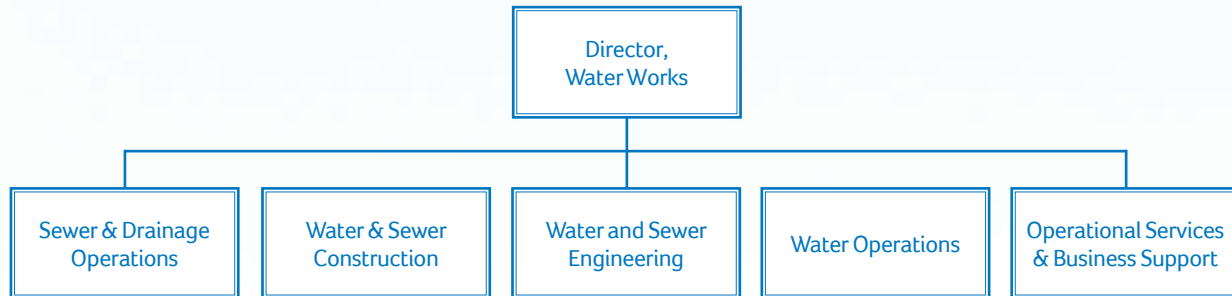 Director,
Water Works
Sewer & Drainage
Operations
Water & Sewer
Construction
Water and Sewer
Engineering
Water Operations
Operational Services
& Business Support